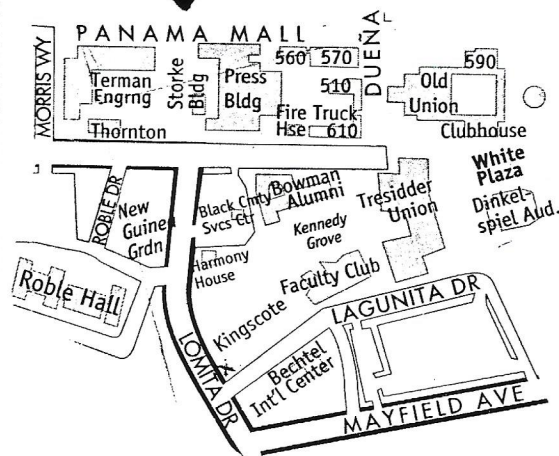 PANAMA MALL
MORRIS WY
DUEÑA
560 570
590
Terman
Engrng
Storke
Bldg
Press
Bldg
510
Old
Union
Fire Truck
Hse 610
Thornton
Clubhouse
White
Plaza
ROBLE DR
New
Guinea
Grdn
Black Cmty
Svcs Ctr
Bowman
Alumni
Tresidder
Union
Dinkel-
spiel Aud.
Kennedy
Grove
Harmony
House
Faculty Club
Roble Hall
Kingscote
LAGUNITA DR
LOMITA DR
Bechtel
Int'l Center
MAYFIELD AVE